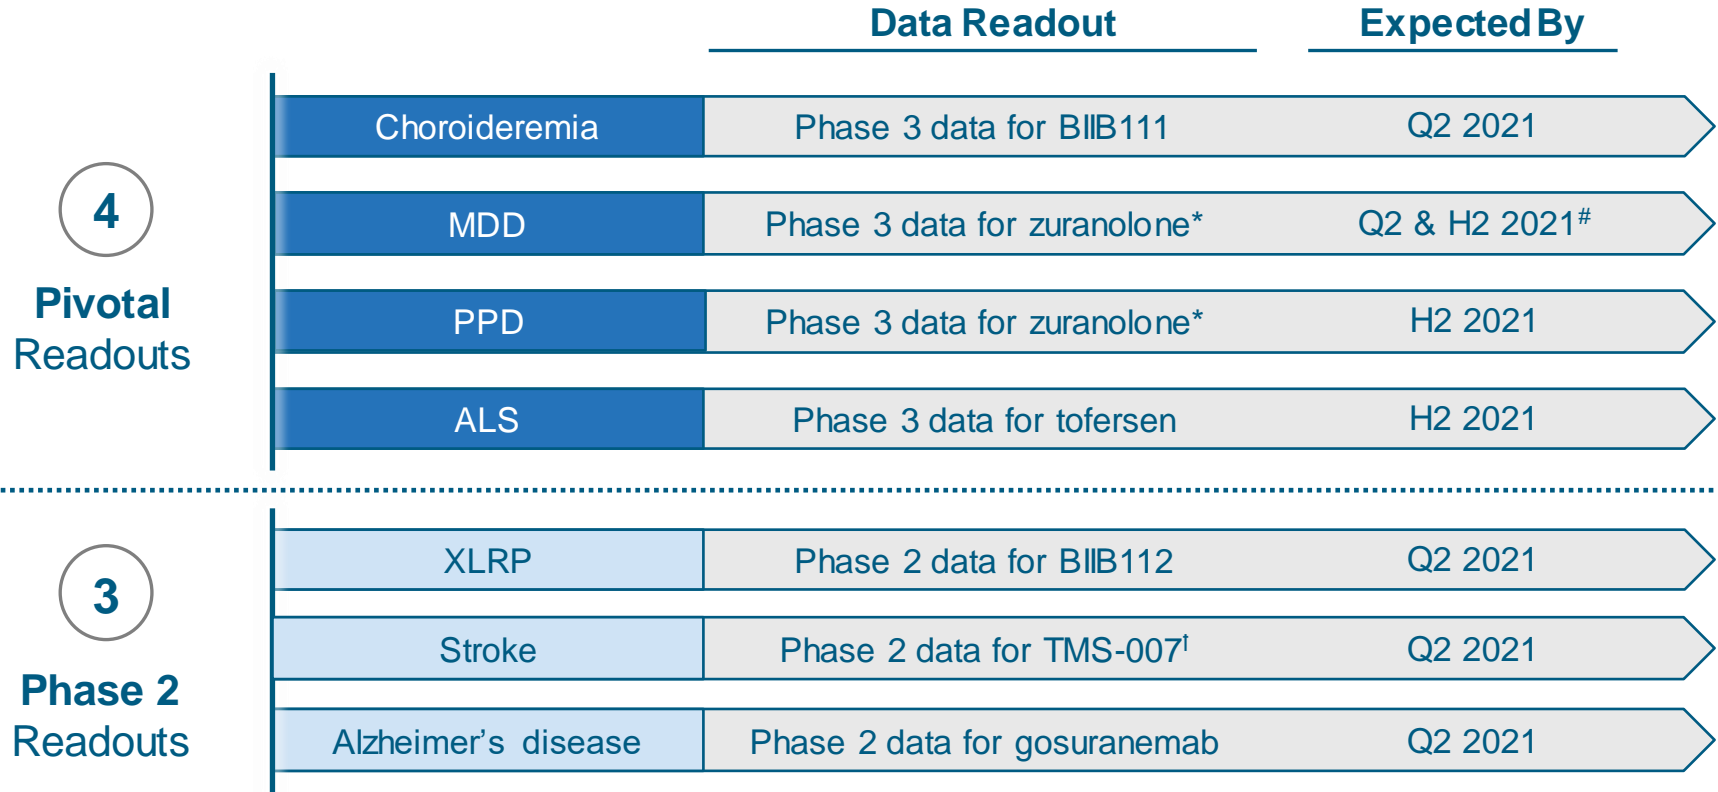 Data Readout Expected By
Choroideremia Phase 3 data for BIIB111 Q2 2021
4
MDD Phase 3 data for zuranolone* Q2 & H2 2021#
Pivotal
Readouts
PPD Phase 3 data for zuranolone* H2 2021
ALS Phase 3 data for tofersen H2 2021
XLRP Phase 2 data for BIIB112 Q2 2021
3
Stroke Phase 2 data for TMS-007† Q2 2021
Phase 2
Readouts
Alzheimer’s disease Phase 2 data for gosuranemab Q2 2021